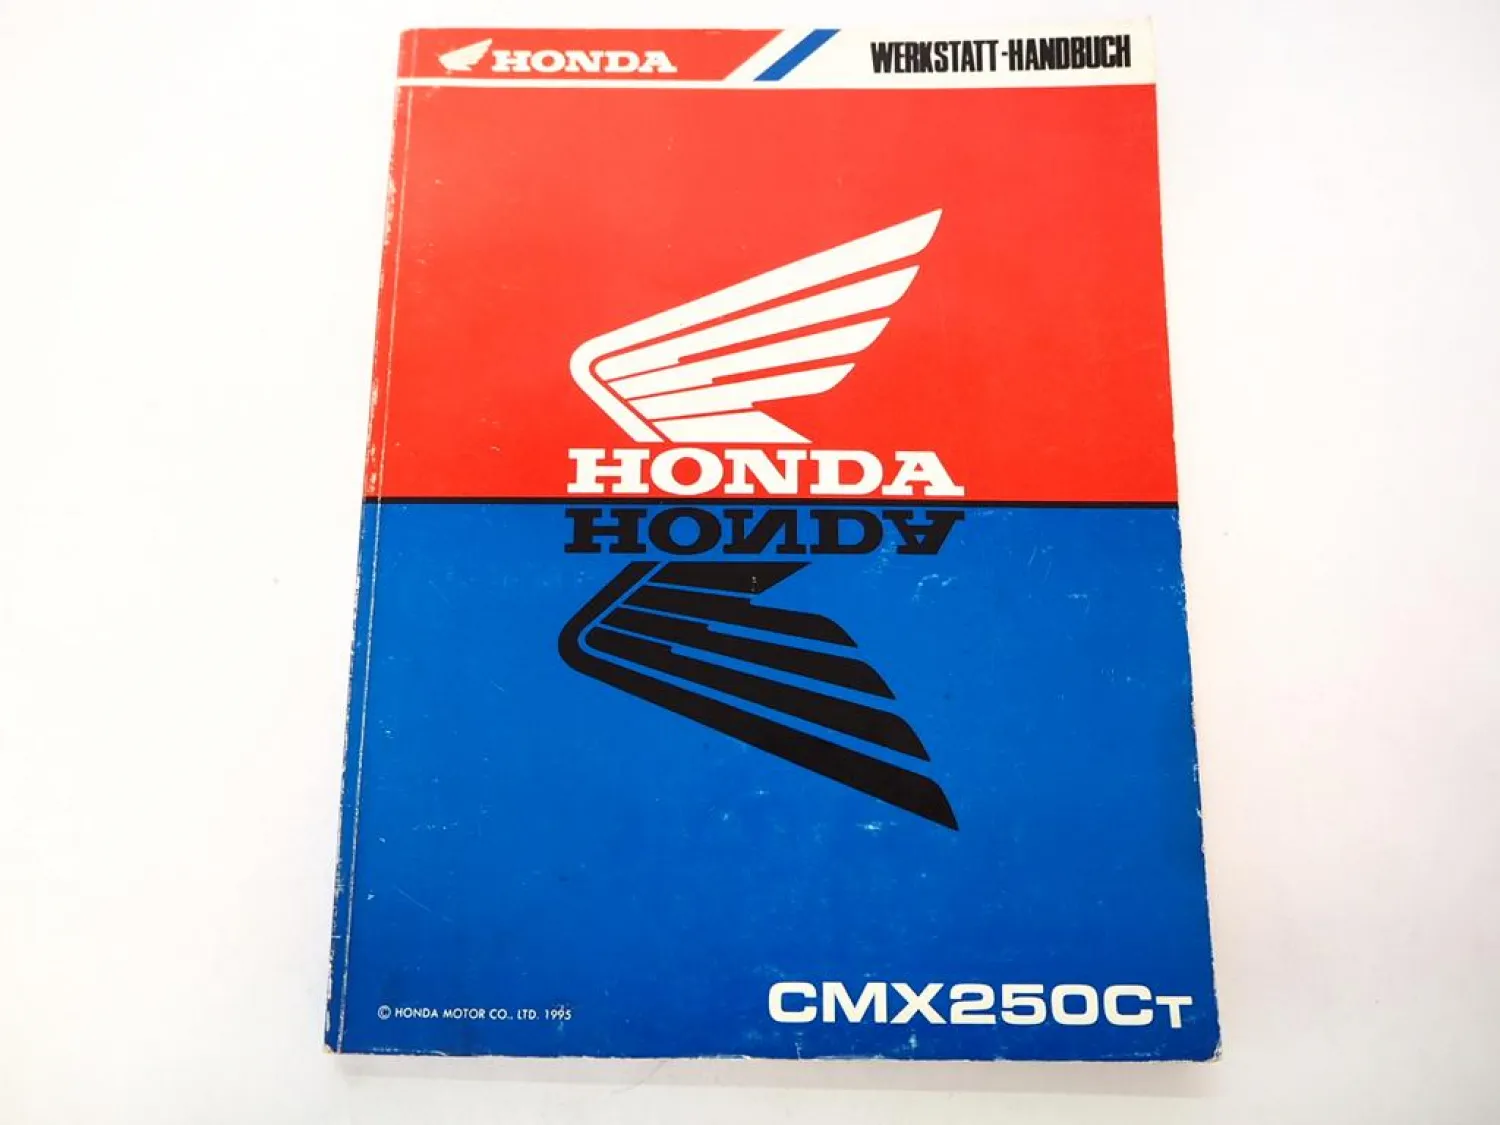 HONDA WERKSTATT-HANDBUCH
HONDA
HONDA
© HONDA MOTOR CO., LTD. 1995
CMX250CT